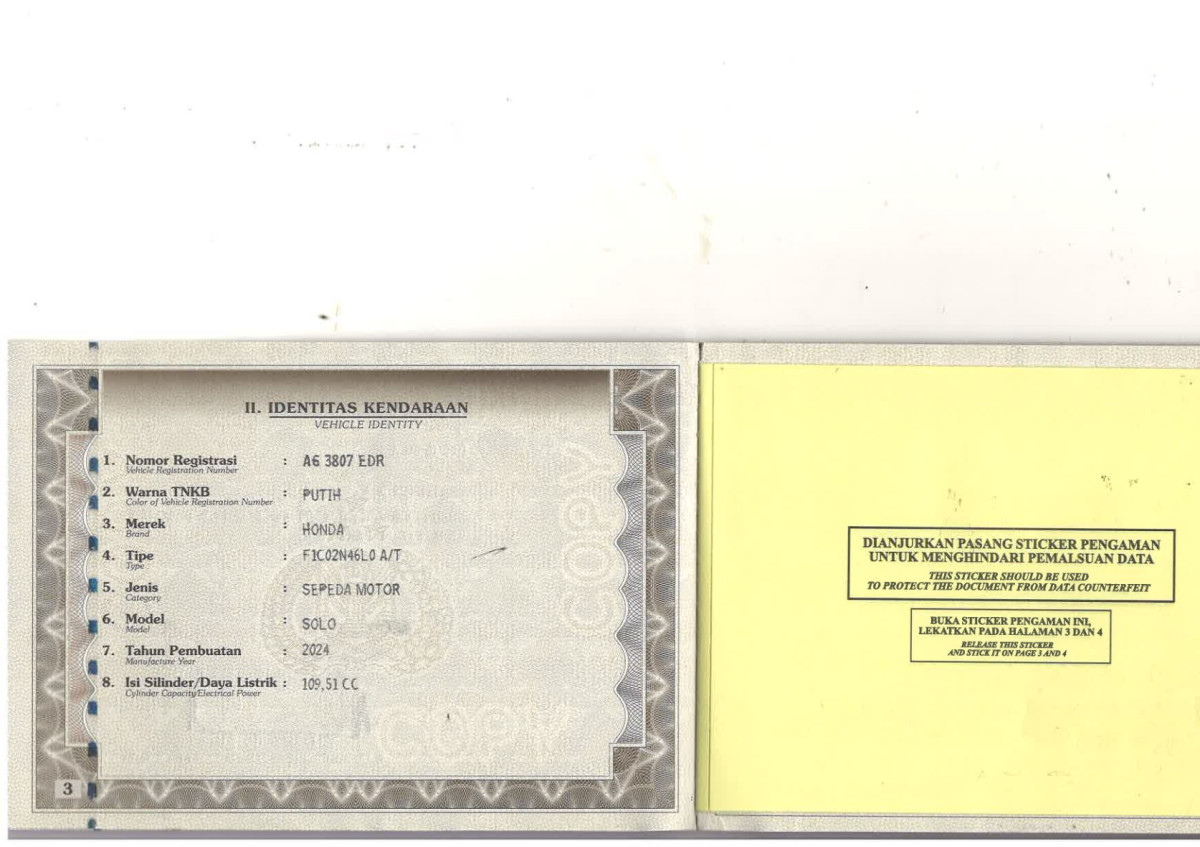 II. IDENTITAS KENDARAAN
VEHICLE IDENTITY
1. Nomor Registrasi : AG 3807 EDR
Vehicle Registration Number
2. Warna TNKB : PUTIH
Color of Vehicle Registration Number
3. Merek : HONDA
Brand
4. Tipe : F1C02N46L0 A/T
Type
5. Jenis : SEPEDA MOTOR
Category
6. Model : SOLO
Model
7. Tahun Pembuatan : 2024
Manufacture Year
8. Isi Silinder/Daya Listrik : 109,51 CC
Cylinder Capacity/Electrical Power
COPY
COPY
3
DIANJURKAN PASANG STICKER PENGAMAN
UNTUK MENGHINDARI PEMALSUAN DATA
THIS STICKER SHOULD BE USED
TO PROTECT THE DOCUMENT FROM DATA COUNTERFEIT
BUKA STICKER PENGAMAN INI,
LEKATKAN PADA HALAMAN 3 DAN 4
RELEASE THIS STICKER
AND STICK IT ON PAGE 3 AND 4